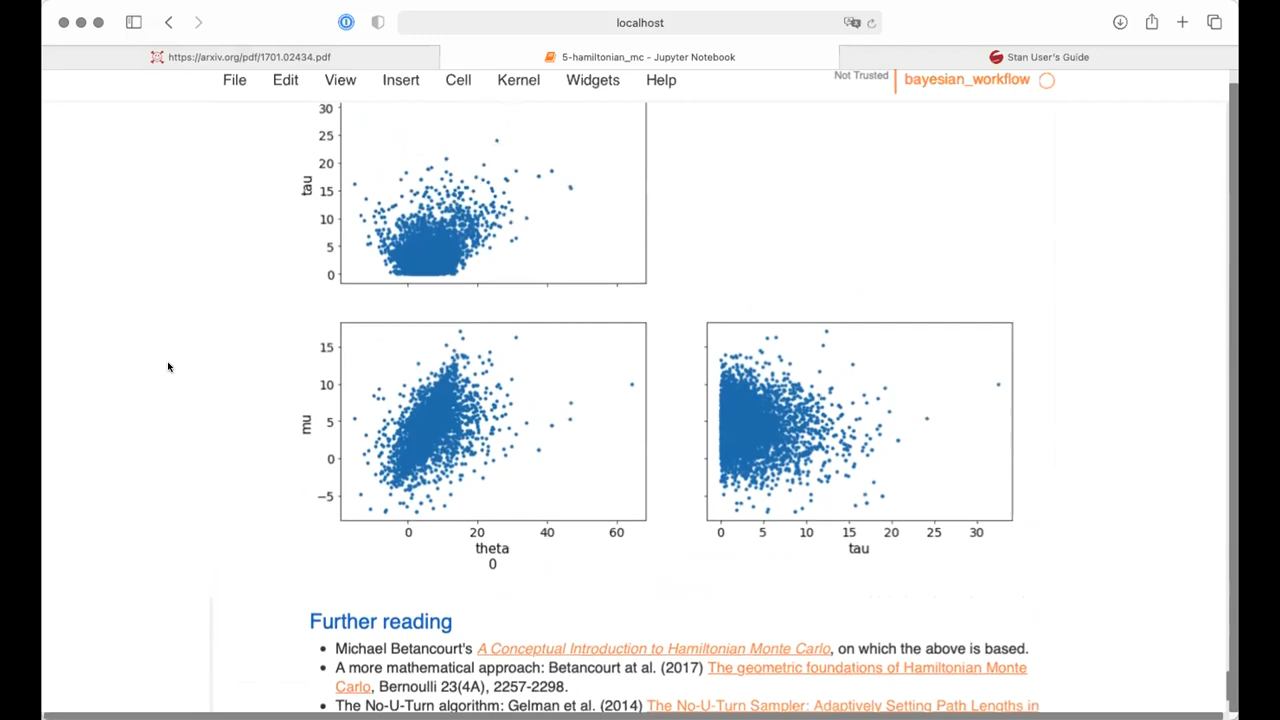 localhost
https://arxiv.org/pdf/1701.02434.pdf
5-hamiltonian_mc - Jupyter Notebook
Stan User's Guide
File Edit View Insert Cell Kernel Widgets Help
Not Trusted
bayesian_workflow
30
25
20
15
10
5
0
tau
15
10
5
0
−5
mu
0 20 40 60
theta
0
0 5 10 15 20 25 30
tau
Further reading
• Michael Betancourt's A Conceptual Introduction to Hamiltonian Monte Carlo, on which the above is based.
• A more mathematical approach: Betancourt at al. (2017) The geometric foundations of Hamiltonian Monte
Carlo, Bernoulli 23(4A), 2257-2298.
• The No-U-Turn algorithm: Gelman et al. (2014) The No-U-Turn Sampler: Adaptively Setting Path Lengths in